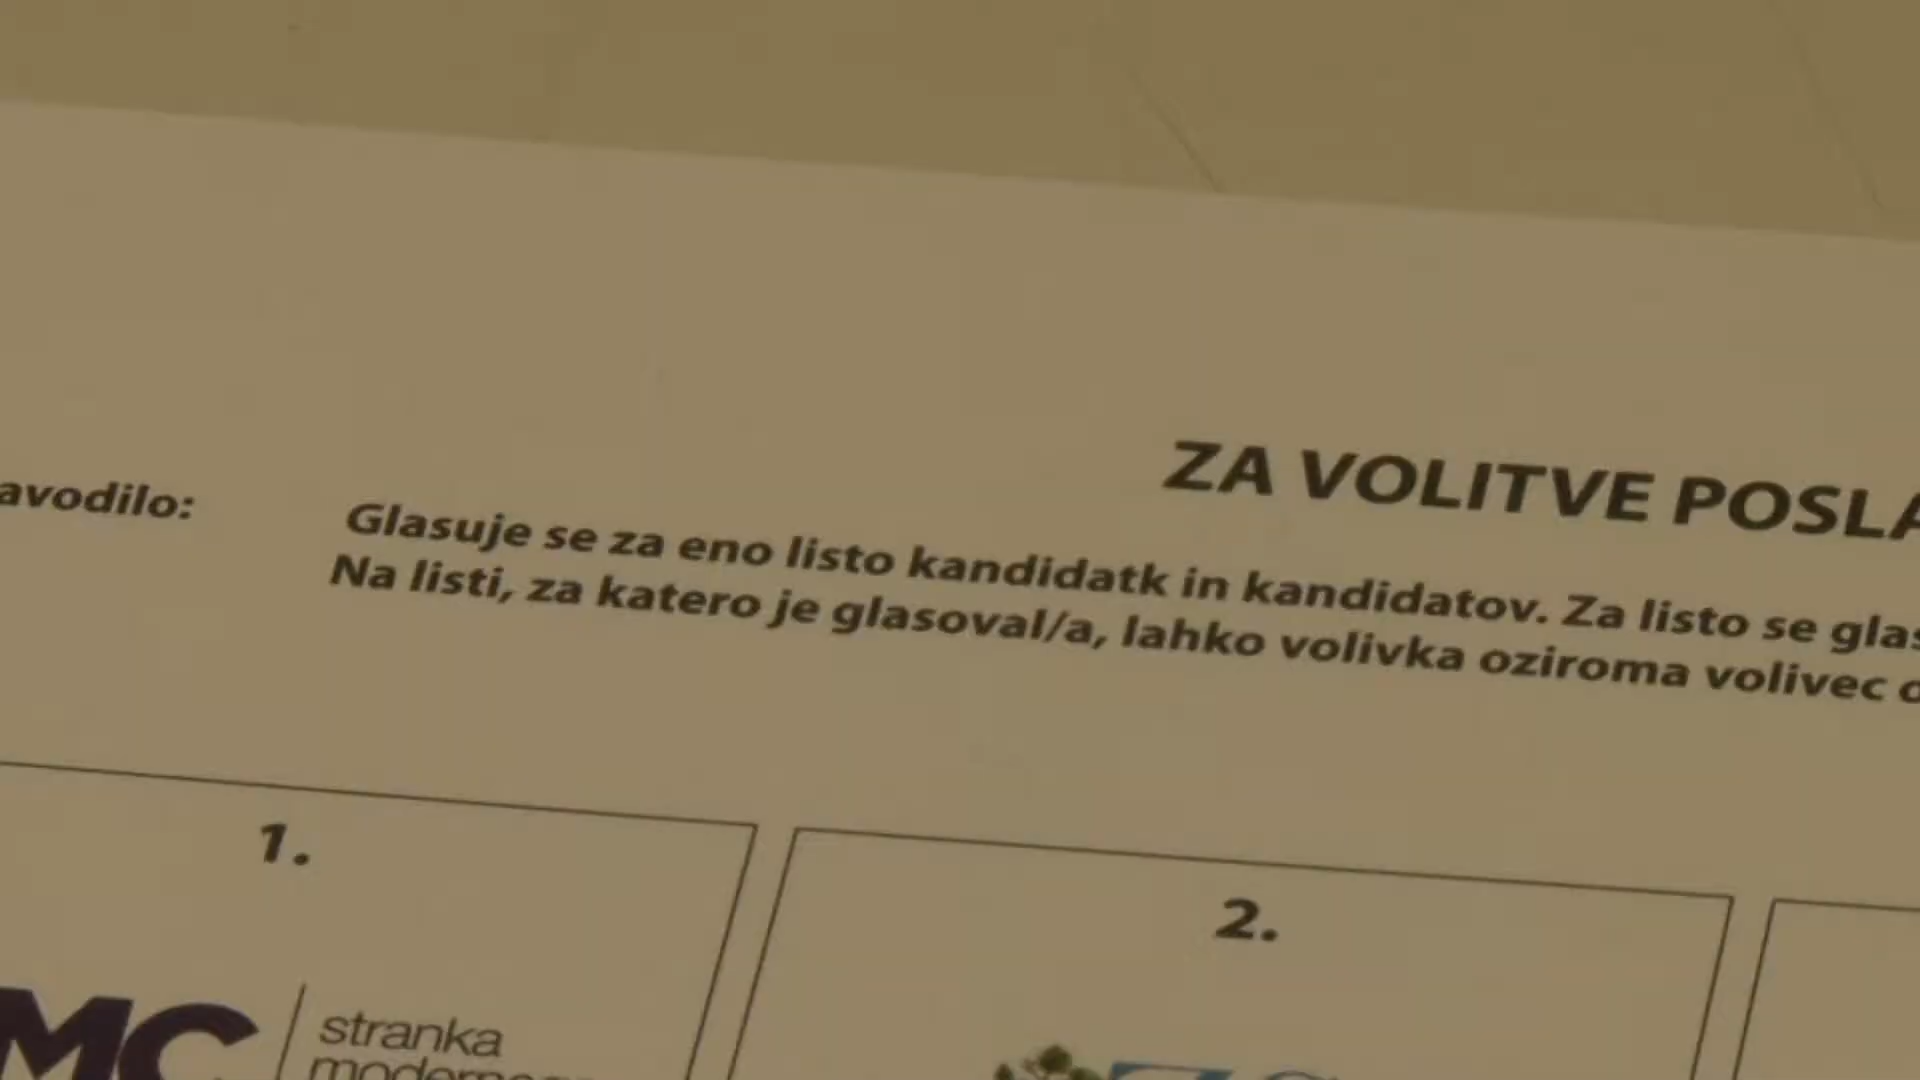 ZA VOLITVE POSLA
avodilo:
Glasuje se za eno listo kandidatk in kandidatov. Za listo se glas
Na listi, za katero je glasoval/a, lahko volivka oziroma volivec o
1.
2.
MC
stranka